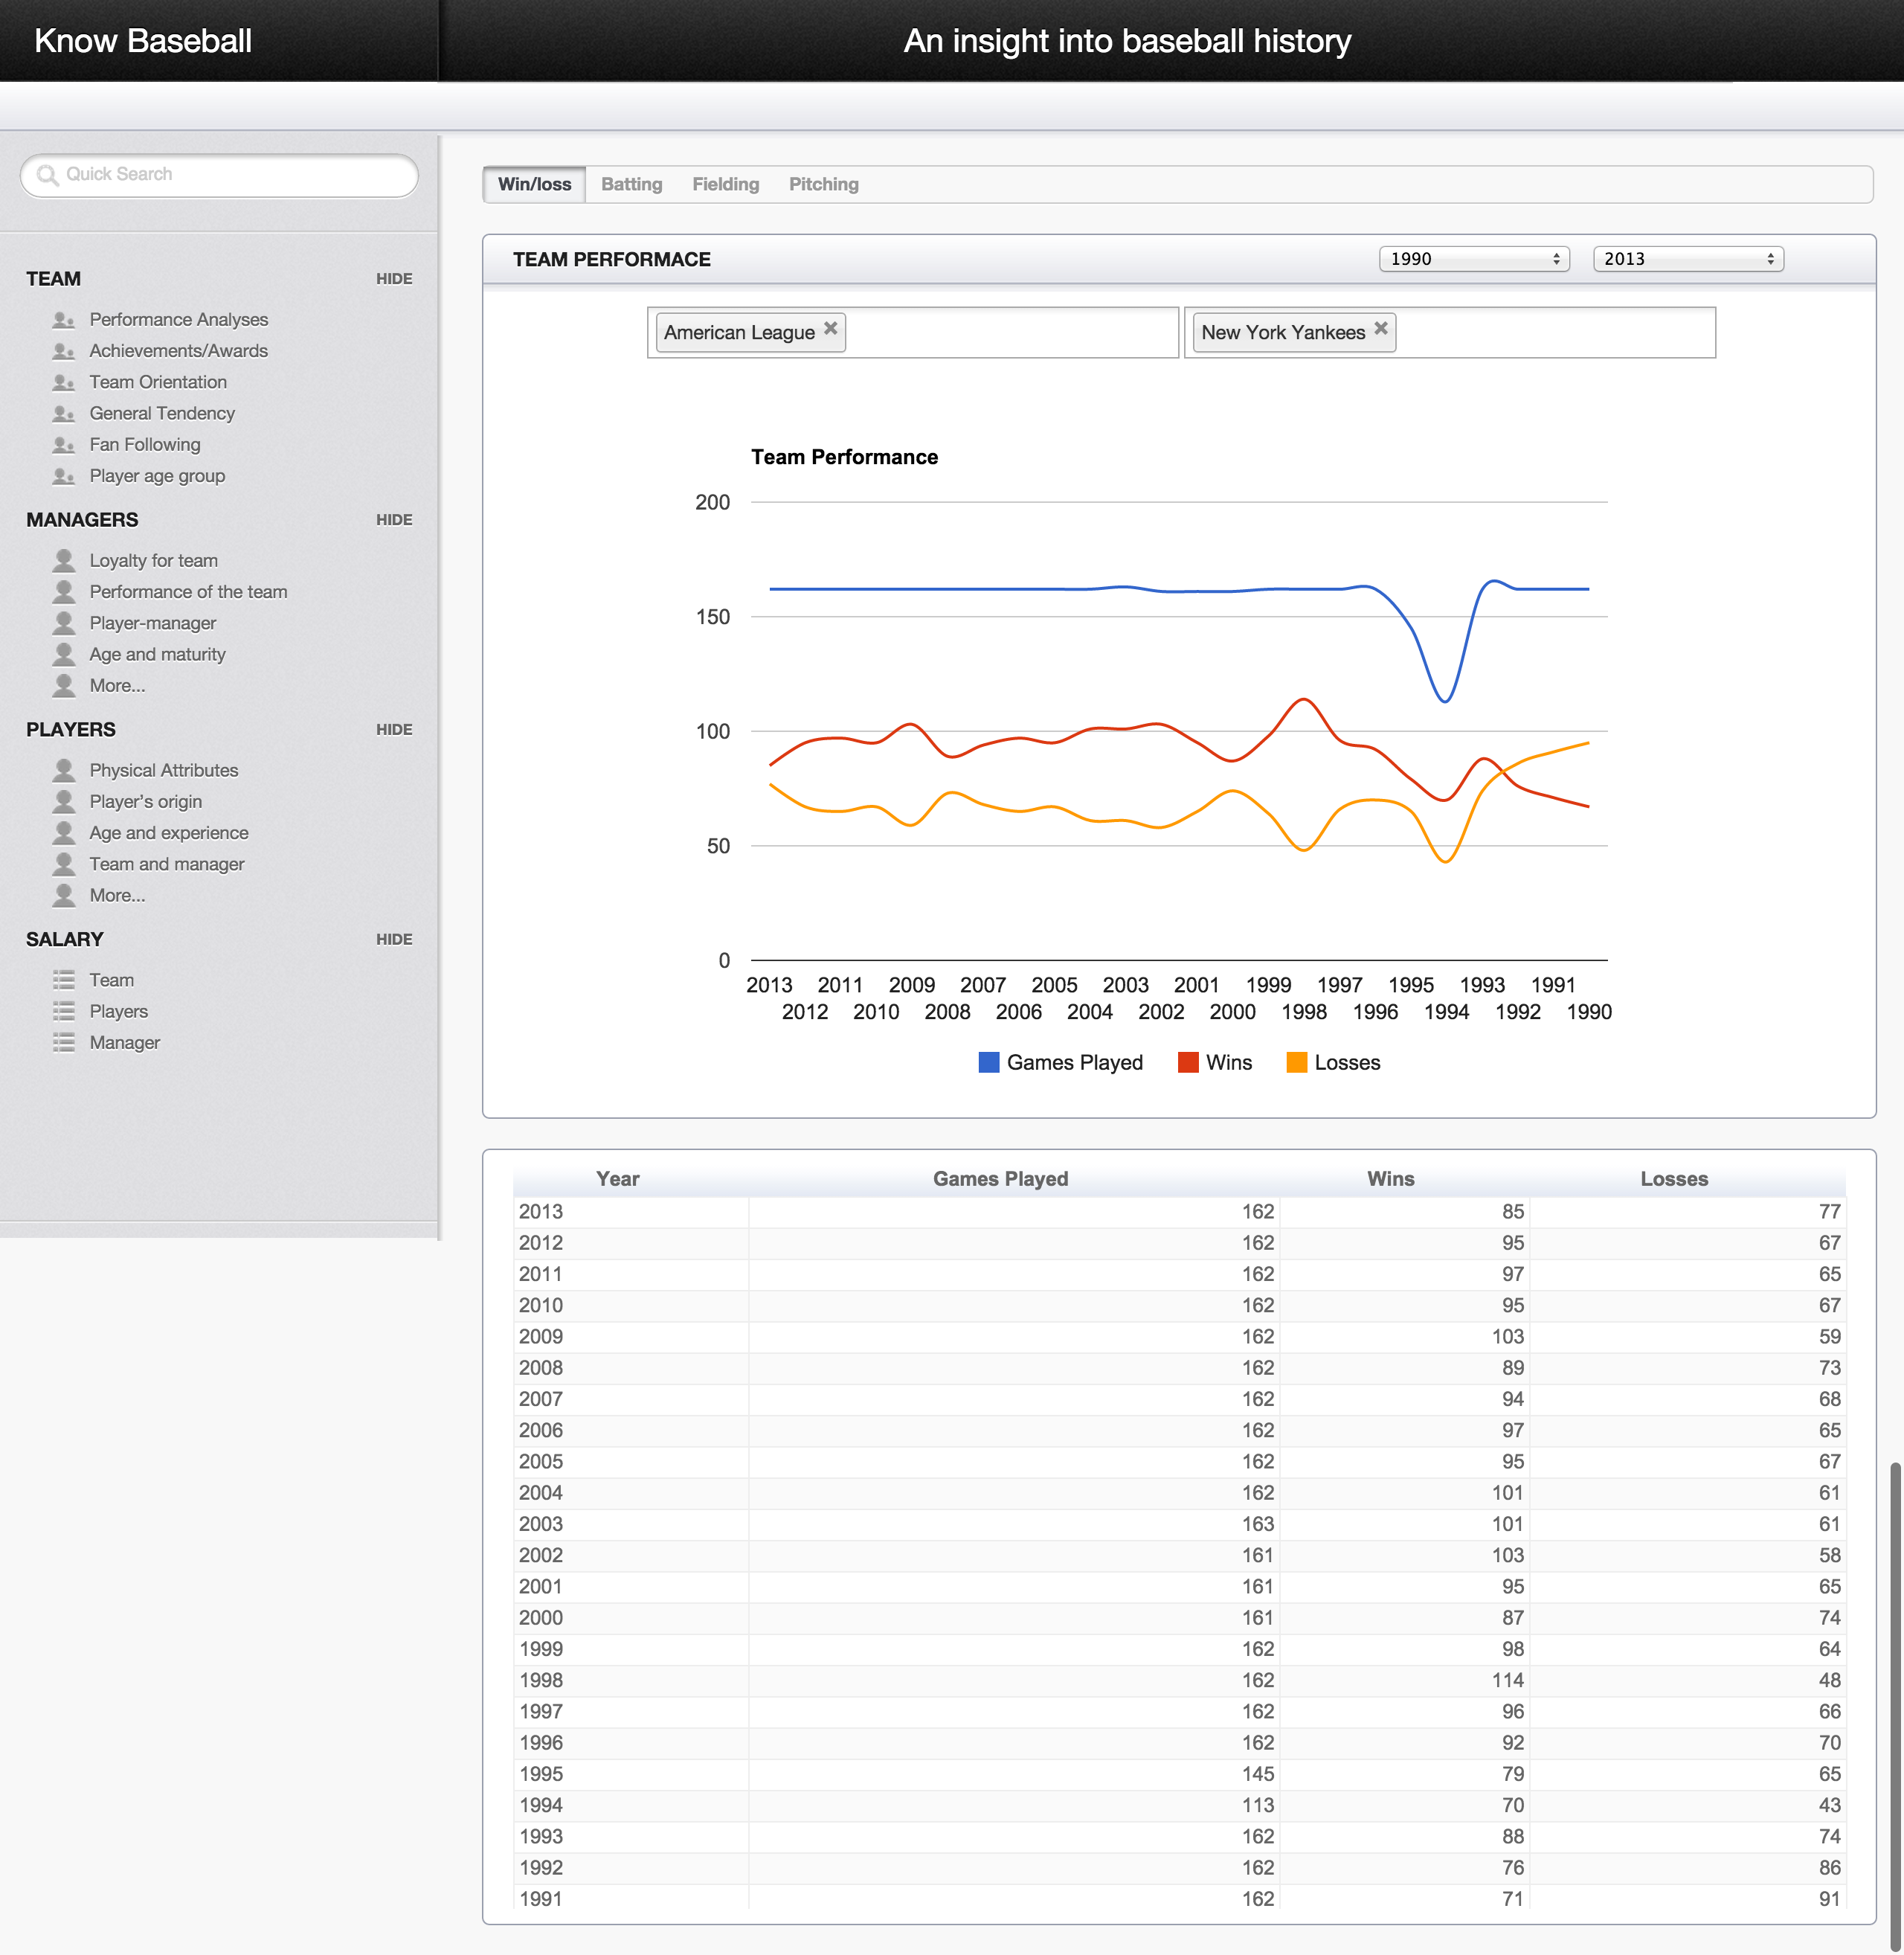 Know Baseball
An insight into baseball history
Quick Search
TEAM HIDE
Performance Analyses
Achievements/Awards
Team Orientation
General Tendency
Fan Following
Player age group
MANAGERS HIDE
Loyalty for team
Performance of the team
Player-manager
Age and maturity
More...
PLAYERS HIDE
Physical Attributes
Player's origin
Age and experience
Team and manager
More...
SALARY HIDE
Team
Players
Manager
Win/loss Batting Fielding Pitching
TEAM PERFORMACE 1990 2013
American League New York Yankees
Team Performance
200
150
100
50
0
2013 2011 2009 2007 2005 2003 2001 1999 1997 1995 1993 1991
2012 2010 2008 2006 2004 2002 2000 1998 1996 1994 1992 1990
Games Played Wins Losses
Year Games Played Wins Losses
2013 162 85 77
2012 162 95 67
2011 162 97 65
2010 162 95 67
2009 162 103 59
2008 162 89 73
2007 162 94 68
2006 162 97 65
2005 162 95 67
2004 162 101 61
2003 163 101 61
2002 161 103 58
2001 161 95 65
2000 161 87 74
1999 162 98 64
1998 162 114 48
1997 162 96 66
1996 162 92 70
1995 145 79 65
1994 113 70 43
1993 162 88 74
1992 162 76 86
1991 162 71 91